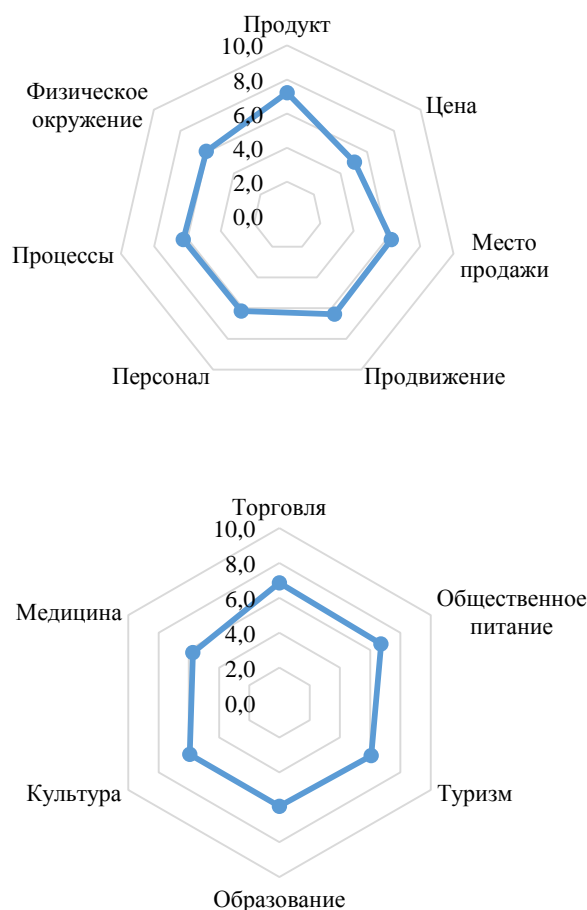 Продукт
10,0
8,0
6,0
4,0
2,0
0,0
Цена
Место
продажи
Продвижение
Персонал
Процессы
Физическое
окружение
Торговля
10,0
8,0
6,0
4,0
2,0
0,0
Общественное
питание
Туризм
Образование
Культура
Медицина